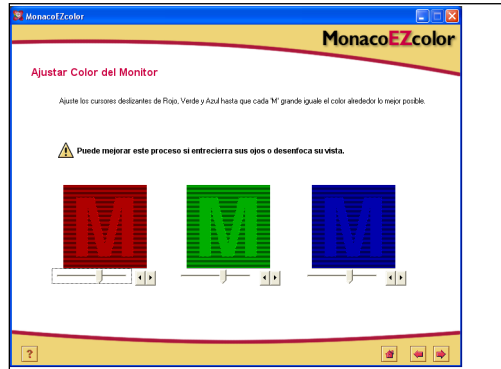 MonacoEZcolor
MonacoEZcolor
Ajustar Color del Monitor
Ajuste los cursores deslizantes de Rojo, Verde y Azul hasta que cada 'M' grande iguale el color alrededor lo mejor posible.
Puede mejorar este proceso si entrecierra sus ojos o desenfoca su vista.
M M M
?